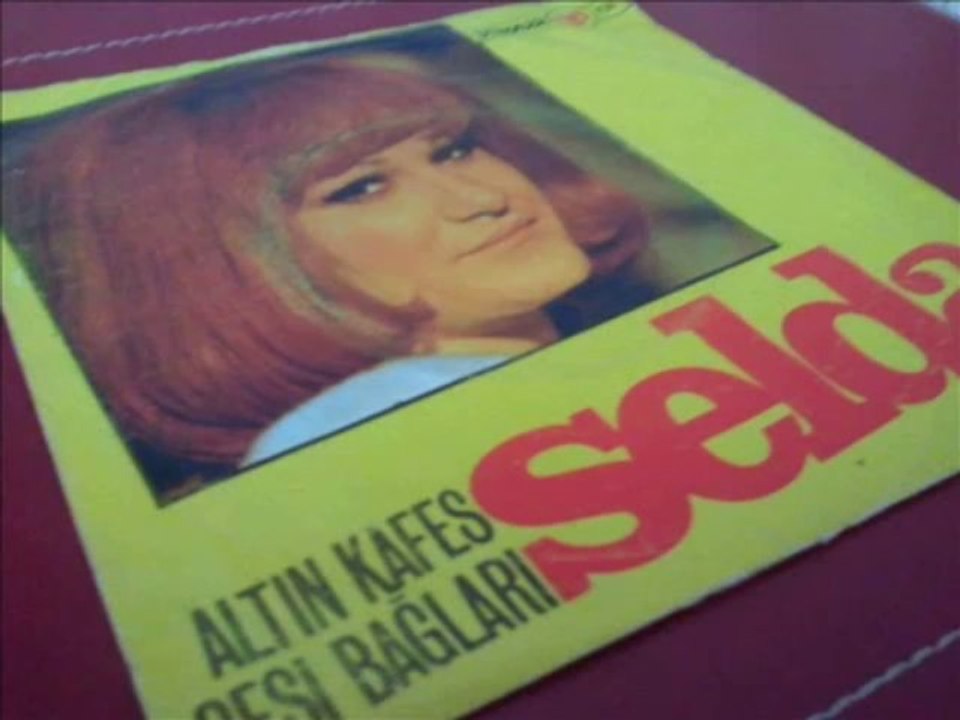 selda
ALTIN KAFES
BAĞLARI